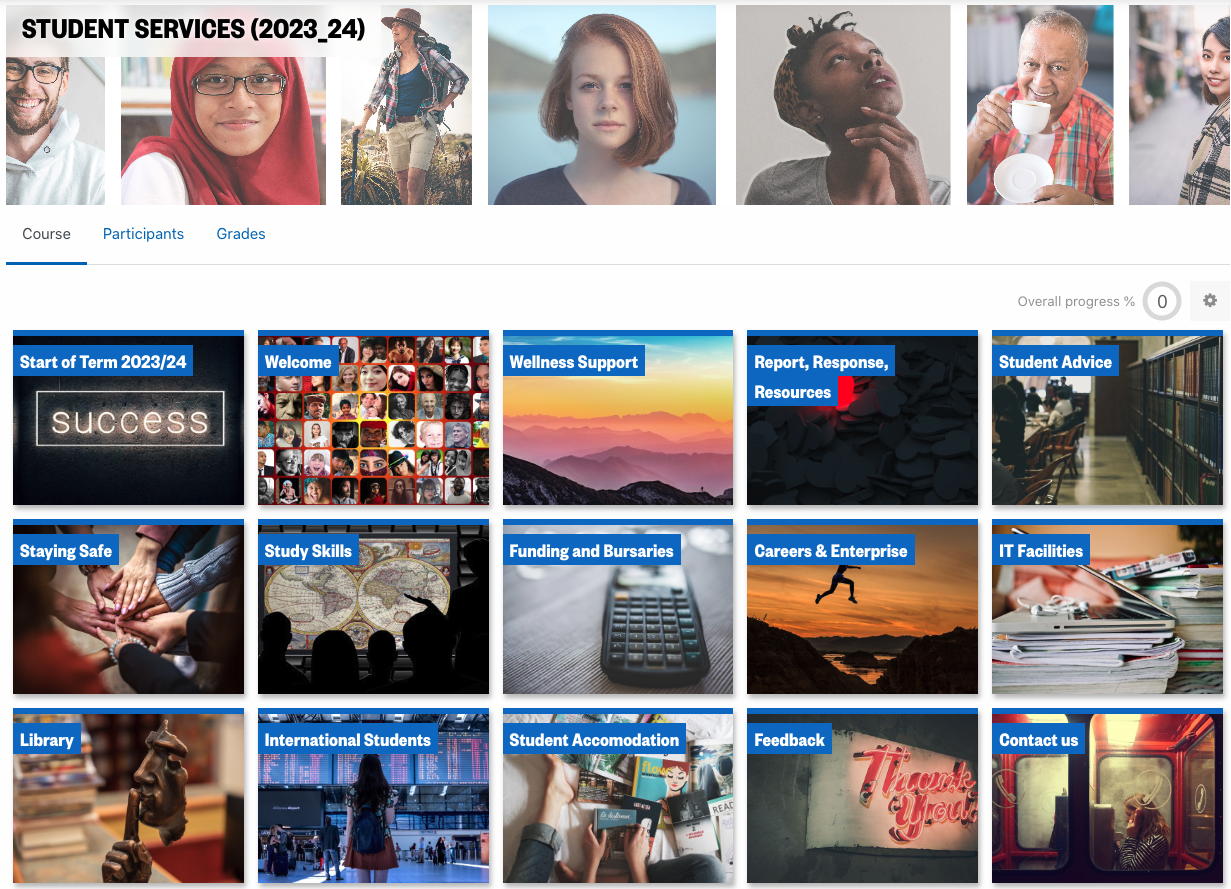 STUDENT SERVICES (2023_24)
Course
Participants
Grades
Overall progress %
0
Start of Term 2023/24
success
Welcome
Wellness Support
Report, Response,
Resources
Student Advice
Staying Safe
Study Skills
Funding and Bursaries
Careers & Enterprise
IT Facilities
Library
International Students
Student Accomodation
flow
READ
Feedback
Thank
you
Contact us